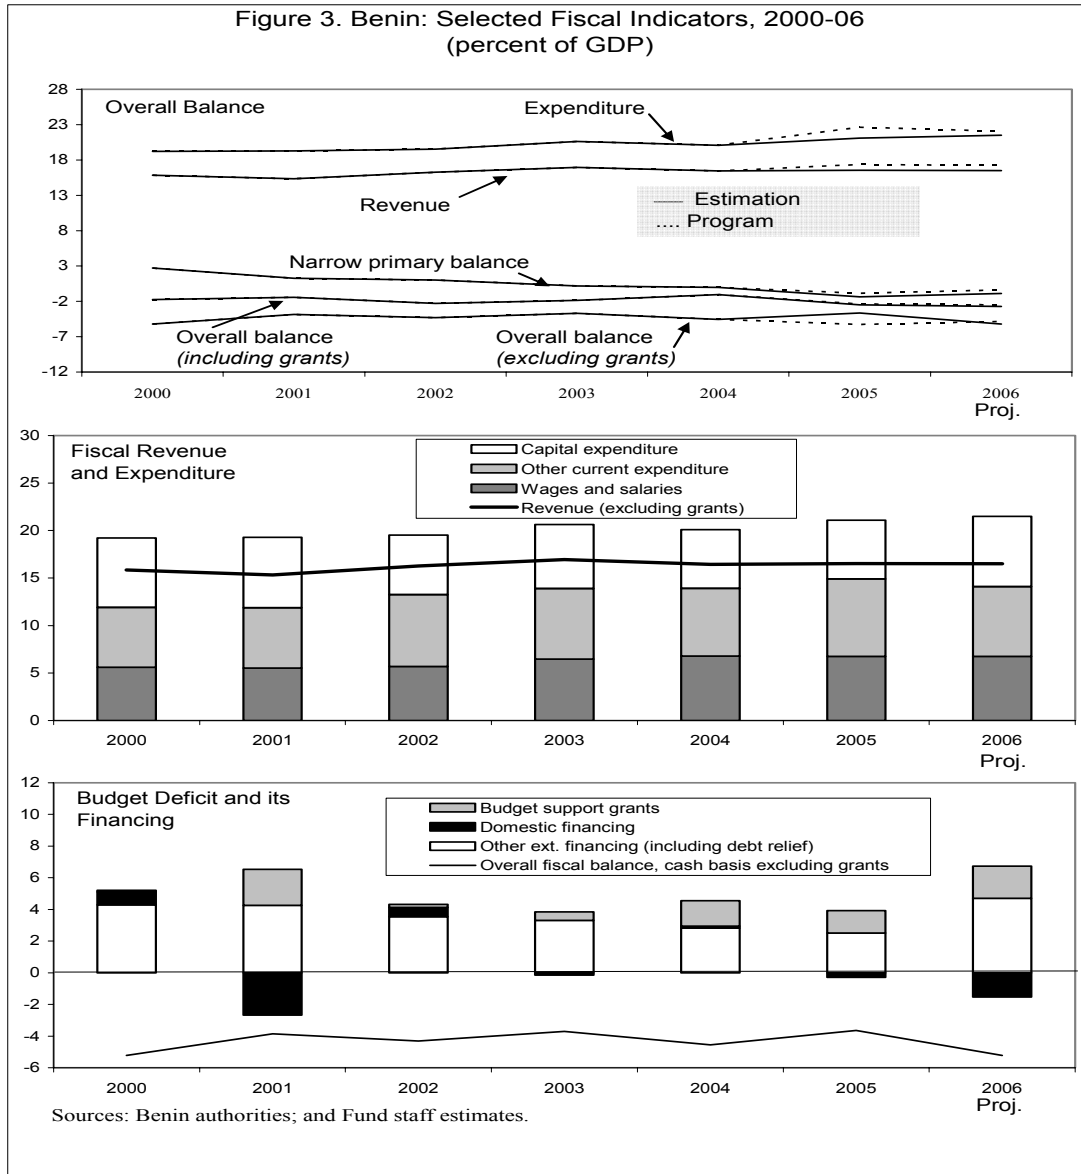 Figure 3. Benin: Selected Fiscal Indicators, 2000-06
(percent of GDP)
28
23
18
13
8
3
-2
-7
-12
Overall Balance
Expenditure
Revenue
Estimation
Program
Narrow primary balance
Overall balance
(including grants)
Overall balance
(excluding grants)
2000 2001 2002 2003 2004 2005 2006
Proj.
30
25
20
15
10
5
0
Fiscal Revenue
and Expenditure
Capital expenditure
Other current expenditure
Wages and salaries
Revenue (excluding grants)
2000 2001 2002 2003 2004 2005 2006
Proj.
12
10
8
6
4
2
0
-2
-4
-6
Budget Deficit and its
Financing
Budget support grants
Domestic financing
Other ext. financing (including debt relief)
Overall fiscal balance, cash basis excluding grants
2000 2001 2002 2003 2004 2005 2006
Proj.
Sources: Benin authorities; and Fund staff estimates.